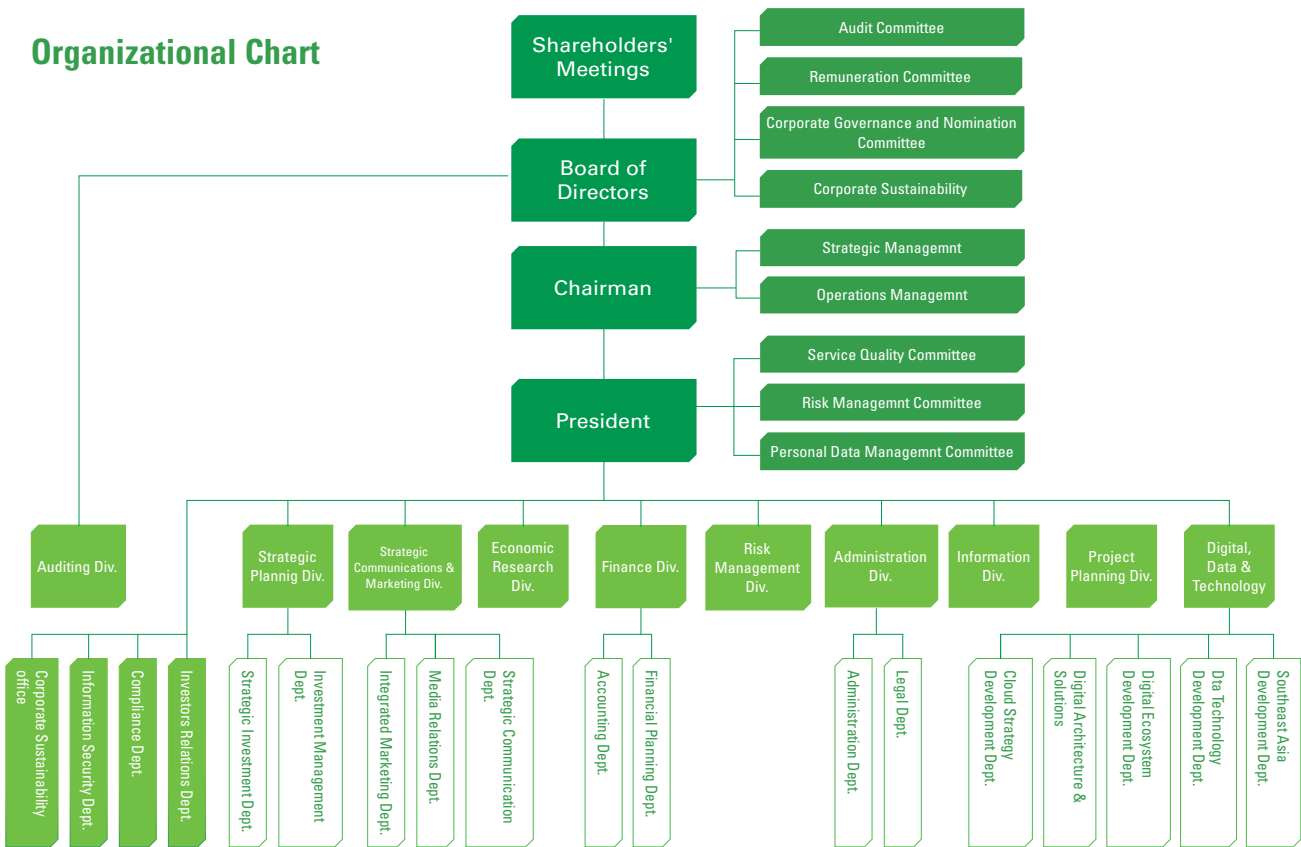 Organizational Chart
Shareholders'
Meetings
Audit Committee
Remuneration Committee
Corporate Governance and Nomination
Committee
Board of
Directors
Corporate Sustainability
Strategic Managemnt
Chairman
Operations Managemnt
Service Quality Committee
President
Risk Managemnt Committee
Personal Data Managemnt Committee
Auditing Div.
Strategic
Plannig Div.
Strategic
Communications &
Marketing Div.
Economic
Research
Div.
Finance Div.
Risk
Management
Div.
Administration
Div.
Information
Div.
Project
Planning Div.
Digital,
Data &
Technology
Corporate Sustainability
office
Information Security Dept.
Compliance Dept.
Investors Relations Dept.
Strategic Investment Dept.
Investment Management
Dept.
Integrated Marketing Dept.
Media Relations Dept.
Strategic Communication
Dept.
Accounting Dept.
Financial Planning Dept.
Administration Dept.
Legal Dept.
Cloud Strategy
Development Dept.
Digital Architecture &
Solutions
Digital Ecosystem
Development Dept.
Dta Technology
Development Dept.
Southeast Asia
Development Dept.